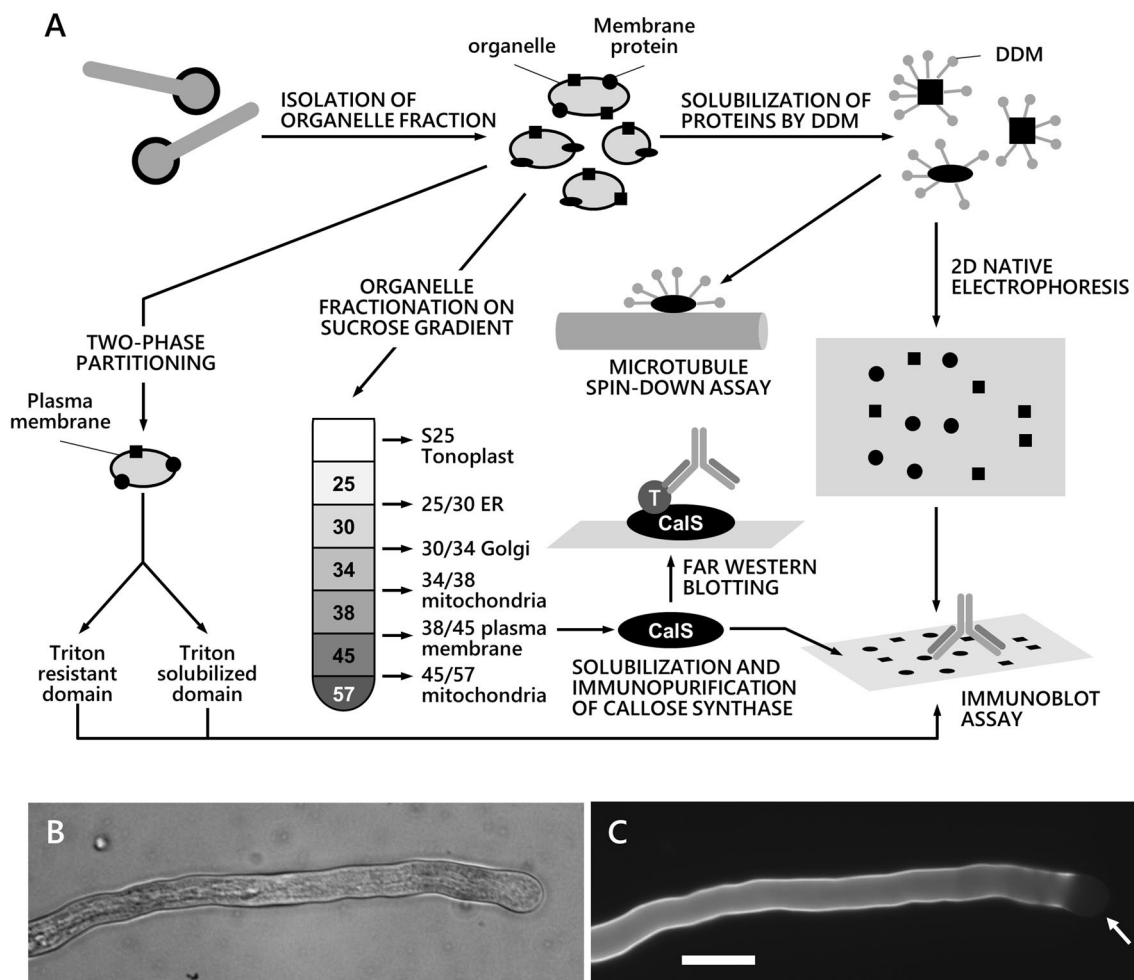 A
organelle
Membrane
protein
DDM
ISOLATION OF
ORGANELLE FRACTION
SOLUBILIZATION OF
PROTEINS BY DDM
ORGANELLE
FRACTIONATION ON
SUCROSE GRADIENT
2D NATIVE
ELECTROPHORESIS
TWO-PHASE
PARTITIONING
MICROTUBULE
SPIN-DOWN ASSAY
Plasma
membrane
S25
Tonoplast
25
25/30 ER
30
30/34 Golgi
34
34/38
mitochondria
38
38/45 plasma
membrane
45
45/57
mitochondria
57
T
CalS
FAR WESTERN
BLOTTING
CalS
SOLUBILIZATION AND
IMMUNOPURIFICATION
OF CALLOSE SYNTHASE
Triton
resistant
domain
Triton
solubilized
domain
IMMUNOBLOT
ASSAY
B
C